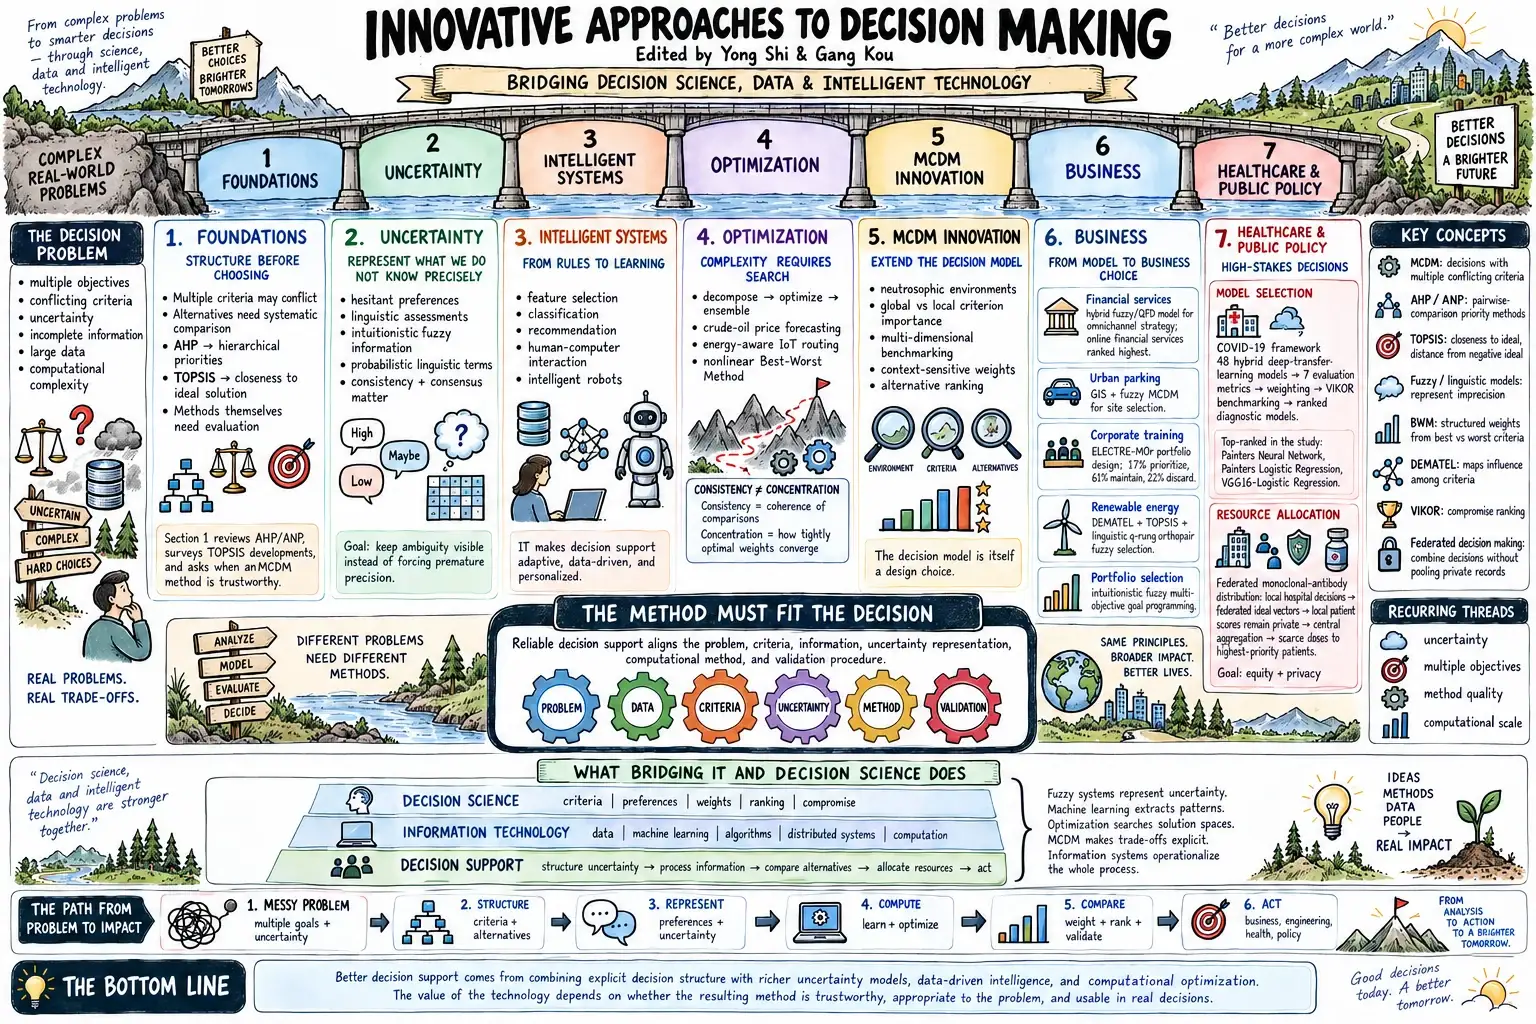 From complex problems
to smarter decisions
— through science,
data and intelligent
technology.
BETTER
CHOICES
BRIGHTER
TOMORROWS
INNOVATIVE APPROACHES TO DECISION MAKING
Edited by Yong Shi & Gang Kou
BRIDGING DECISION SCIENCE, DATA & INTELLIGENT TECHNOLOGY
"Better decisions
for a more complex world."
COMPLEX
REAL-WORLD
PROBLEMS
1
FOUNDATIONS
2
UNCERTAINTY
3
INTELLIGENT
SYSTEMS
4
OPTIMIZATION
5
MCDM
INNOVATION
6
BUSINESS
7
HEALTHCARE &
PUBLIC POLICY
BETTER
DECISIONS
A BRIGHTER
FUTURE
THE DECISION
PROBLEM
• multiple objectives
• conflicting criteria
• uncertainty
• incomplete information
• large data
• computational
complexity
?
UNCERTAIN
COMPLEX
HARD CHOICES
REAL PROBLEMS.
REAL TRADE-OFFS.
1. FOUNDATIONS
STRUCTURE BEFORE
CHOOSING
• Multiple criteria may conflict
• Alternatives need systematic
comparison
• AHP → hierarchical
priorities
• TOPSIS → closeness to
ideal solution
• Methods themselves
need evaluation
Section 1 reviews AHP/ANP,
surveys TOPSIS developments,
and asks when an MCDM
method is trustworthy.
2. UNCERTAINTY
REPRESENT WHAT WE DO
NOT KNOW PRECISELY
• hesitant preferences
• linguistic assessments
• intuitionistic fuzzy
information
• probabilistic linguistic terms
• consistency + consensus
matter
High
Maybe
Low
?
Goal: keep ambiguity visible
instead of forcing premature
precision.
3. INTELLIGENT SYSTEMS
FROM RULES TO LEARNING
• feature selection
• classification
• recommendation
• human-computer
interaction
• intelligent robots
IT makes decision support
adaptive, data-driven, and
personalized.
4. OPTIMIZATION
COMPLEXITY REQUIRES
SEARCH
• decompose → optimize →
ensemble
• crude-oil price forecasting
• energy-aware IoT routing
• nonlinear Best-Worst
Method
CONSISTENCY ≠ CONCENTRATION
Consistency = coherence of
comparisons
Concentration = how tightly
optimal weights converge
5. MCDM INNOVATION
EXTEND THE DECISION MODEL
• neutrosophic environments
• global vs local criterion
importance
• multi-dimensional
benchmarking
• context-sensitive weights
• alternative ranking
ENVIRONMENT
CRITERIA
ALTERNATIVES
The decision model is itself
a design choice.
6. BUSINESS
FROM MODEL TO BUSINESS
CHOICE
Financial services
hybrid fuzzy/QFD model for
omnichannel strategy;
online financial services
ranked highest.
Urban parking
GIS + fuzzy MCDM
for site selection.
Corporate training
ELECTRE-MOr portfolio
design; 17% prioritize,
61% maintain, 22% discard.
Renewable energy
DEMATEL + TOPSIS +
linguistic q-rung orthopair
fuzzy selection.
Portfolio selection
intuitionistic fuzzy multi-
objective goal programming.
7. HEALTHCARE &
PUBLIC POLICY
HIGH-STAKES DECISIONS
MODEL SELECTION
COVID-19 framework
48 hybrid deep-transfer-
learning models → 7 evaluation
metrics → weighting → VIKOR
benchmarking → ranked
diagnostic models.
Top-ranked in the study:
Painters Neural Network,
Painters Logistic Regression,
VGG16-Logistic Regression.
RESOURCE ALLOCATION
Federated monoclonal-antibody
distribution: local hospital decisions →
federated ideal vectors → local patient
scores remain private → central
aggregation → scarce doses to
highest-priority patients.
Goal: equity + privacy
KEY CONCEPTS
MCDM: decisions with
multiple conflicting criteria
AHP / ANP: pairwise-
comparison priority methods
TOPSIS: closeness to ideal,
distance from negative ideal
Fuzzy / linguistic models:
represent imprecision
BWM: structured weights
from best vs worst criteria
DEMATEL: maps influence
among criteria
VIKOR: compromise ranking
Federated decision making:
combine decisions without
pooling private records
RECURRING THREADS
uncertainty
multiple objectives
method quality
computational scale
ANALYZE
MODEL
EVALUATE
DECIDE
DIFFERENT PROBLEMS
NEED DIFFERENT
METHODS.
THE METHOD MUST FIT THE DECISION
Reliable decision support aligns the problem, criteria, information, uncertainty representation,
computational method, and validation procedure.
PROBLEM
DATA
CRITERIA
UNCERTAINTY
METHOD
VALIDATION
SAME PRINCIPLES.
BROADER IMPACT.
BETTER LIVES.
"Decision science,
data and intelligent
technology are stronger
together."
WHAT BRIDGING IT AND DECISION SCIENCE DOES
DECISION SCIENCE criteria | preferences | weights | ranking | compromise
INFORMATION TECHNOLOGY data | machine learning | algorithms | distributed systems | computation
DECISION SUPPORT structure uncertainty → process information → compare alternatives → allocate resources → act
Fuzzy systems represent uncertainty.
Machine learning extracts patterns.
Optimization searches solution spaces.
MCDM makes trade-offs explicit.
Information systems operationalize
the whole process.
IDEAS
METHODS
DATA
PEOPLE
→
REAL IMPACT
THE PATH FROM
PROBLEM TO IMPACT
1. MESSY PROBLEM
multiple goals +
uncertainty
2. STRUCTURE
criteria +
alternatives
3. REPRESENT
preferences +
uncertainty
4. COMPUTE
learn + optimize
5. COMPARE
weight + rank +
validate
6. ACT
business, engineering,
health, policy
FROM
ANALYSIS
TO ACTION
TO A BRIGHTER
TOMORROW.
THE BOTTOM LINE
Better decision support comes from combining explicit decision structure with richer uncertainty models, data-driven intelligence, and computational optimization.
The value of the technology depends on whether the resulting method is trustworthy, appropriate to the problem, and usable in real decisions.
Good decisions
today. A better
tomorrow.